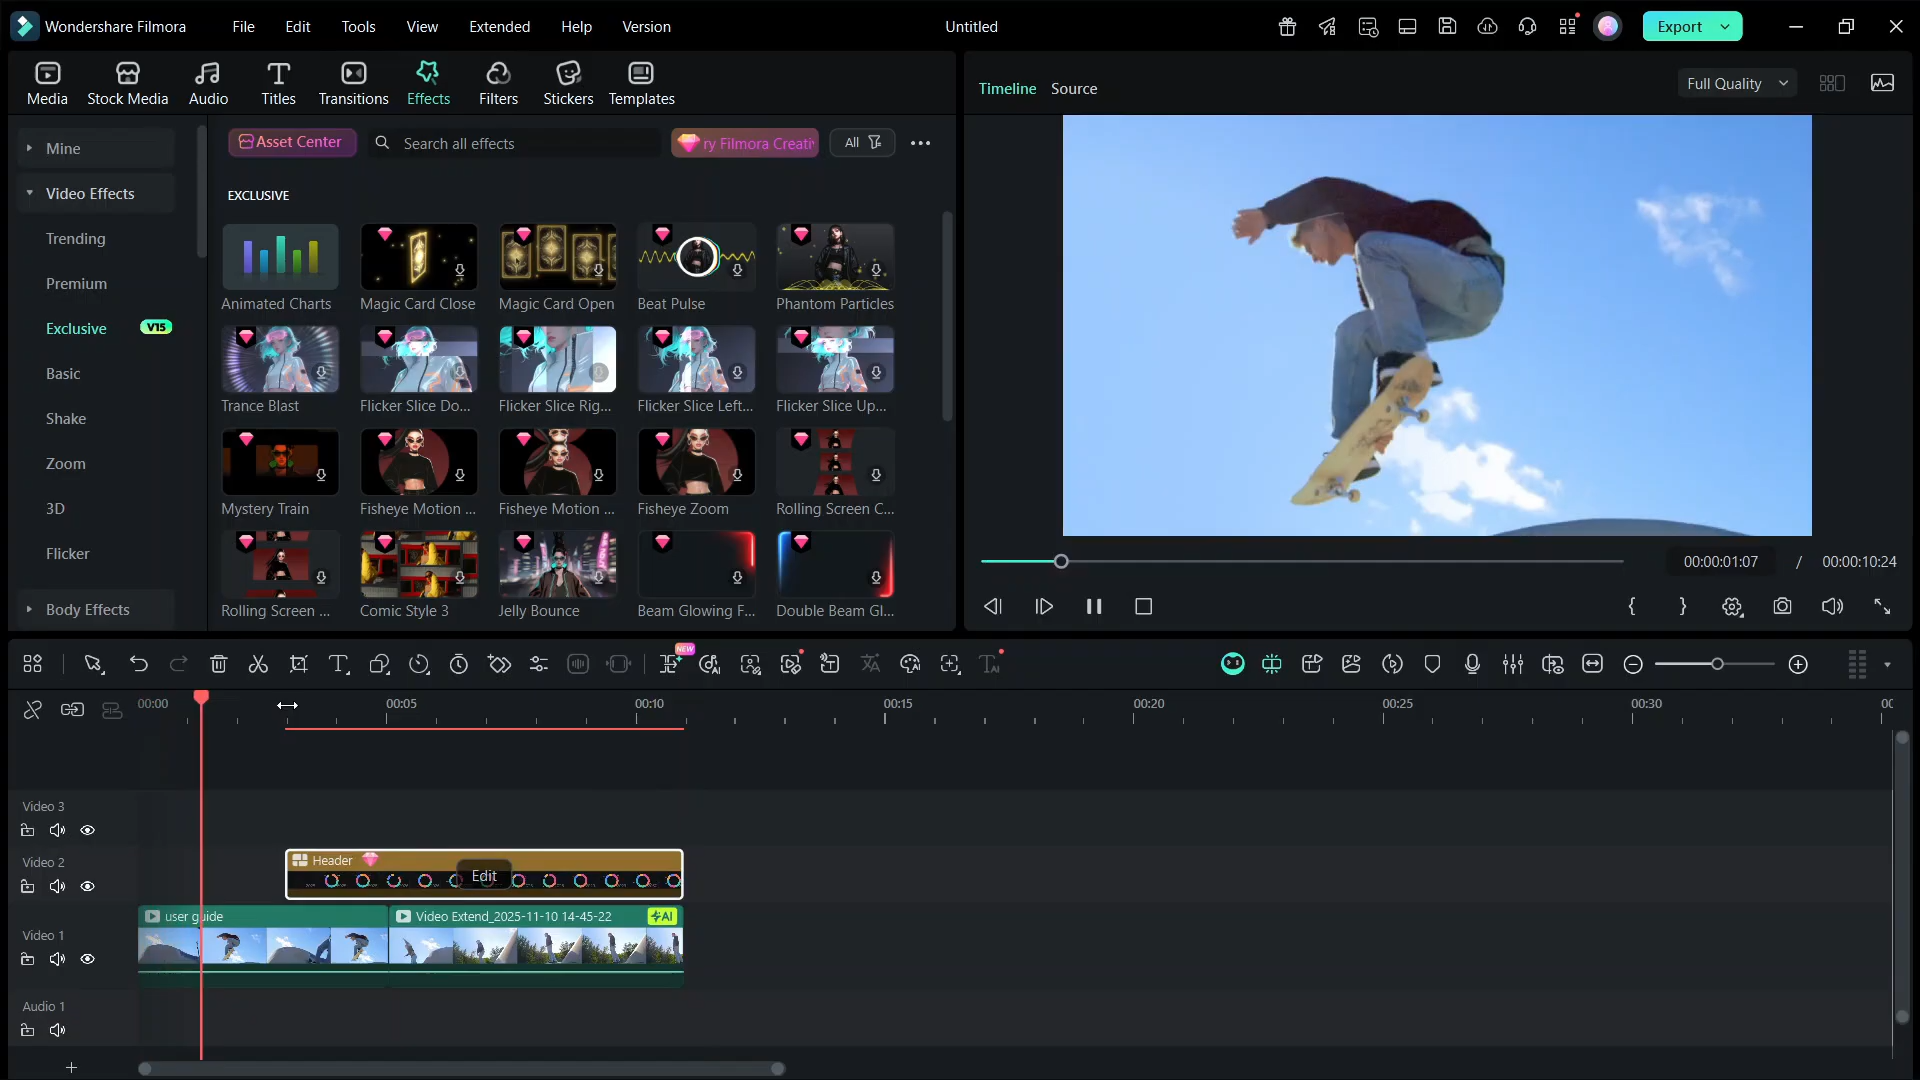 Wondershare Filmora
File
Edit
Tools
View
Extended
Help
Version
Untitled
Export
Media
Stock Media
Audio
Titles
Transitions
Effects
Filters
Stickers
Templates
Timeline
Source
Full Quality
Mine
Video Effects
Trending
Premium
Exclusive
V15
Basic
Shake
Zoom
3D
Flicker
Body Effects
Asset Center
Search all effects
ry Filmora Creati
All
EXCLUSIVE
Animated Charts
Magic Card Close
Magic Card Open
Beat Pulse
Phantom Particles
Trance Blast
Flicker Slice Do...
Flicker Slice Rig...
Flicker Slice Left...
Flicker Slice Up...
Mystery Train
Fisheye Motion ...
Fisheye Motion ...
Fisheye Zoom
Rolling Screen C...
Rolling Screen ...
Comic Style 3
Jelly Bounce
Beam Glowing F...
Double Beam Gl...
00:00:01:07 / 00:00:10:24
NEW
00:00
00:05
00:10
00:15
00:20
00:25
00:30
Video 3
Video 2
Header
Edit
Video 1
user guide
Video Extend_2025-11-10 14-45-22
AI
Audio 1